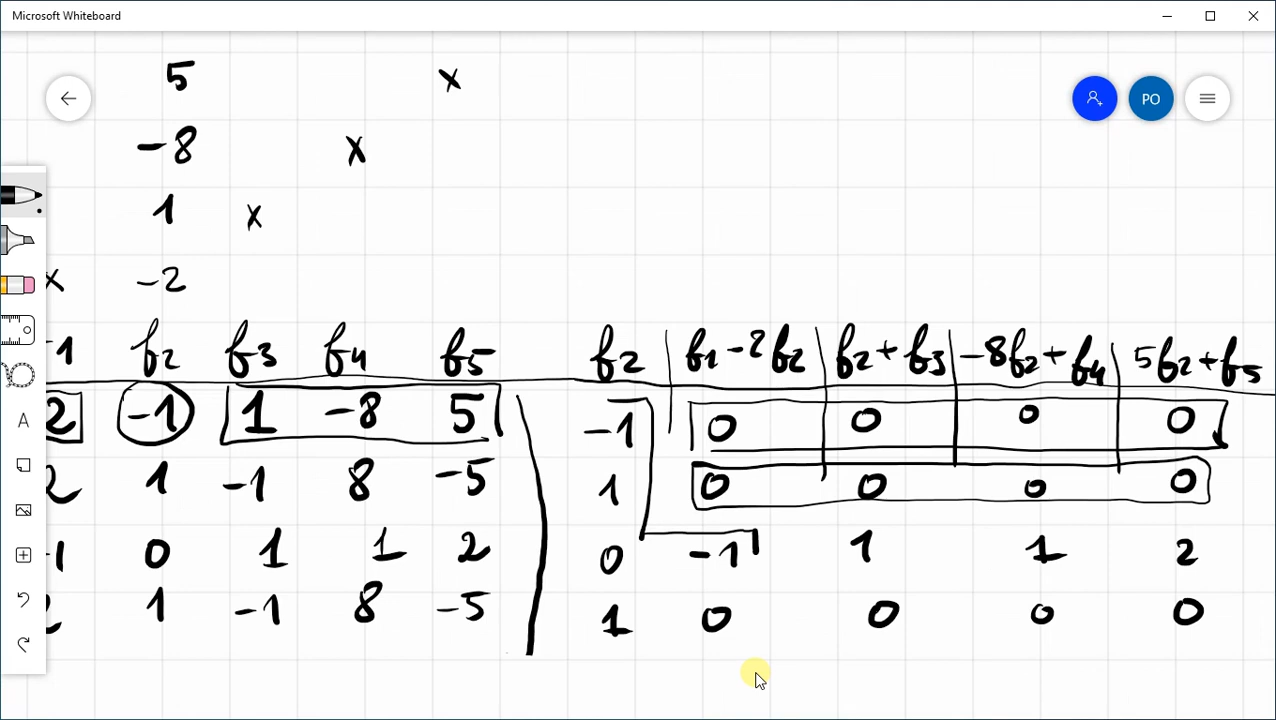 Microsoft Whiteboard
5 x
-8 x
PO
1 x
x -2
-1 f2 f3 f4 f5 f2 f1-2f2 f2+f3 -8f2+f4 5f2+f5
2 -1 1 -8 5 -1 0 0 0 0
2 1 -1 8 -5 1 0 0 0 0
-1 0 1 1 2 0 -1 1 1 2
2 1 -1 8 -5 1 0 0 0 0
A